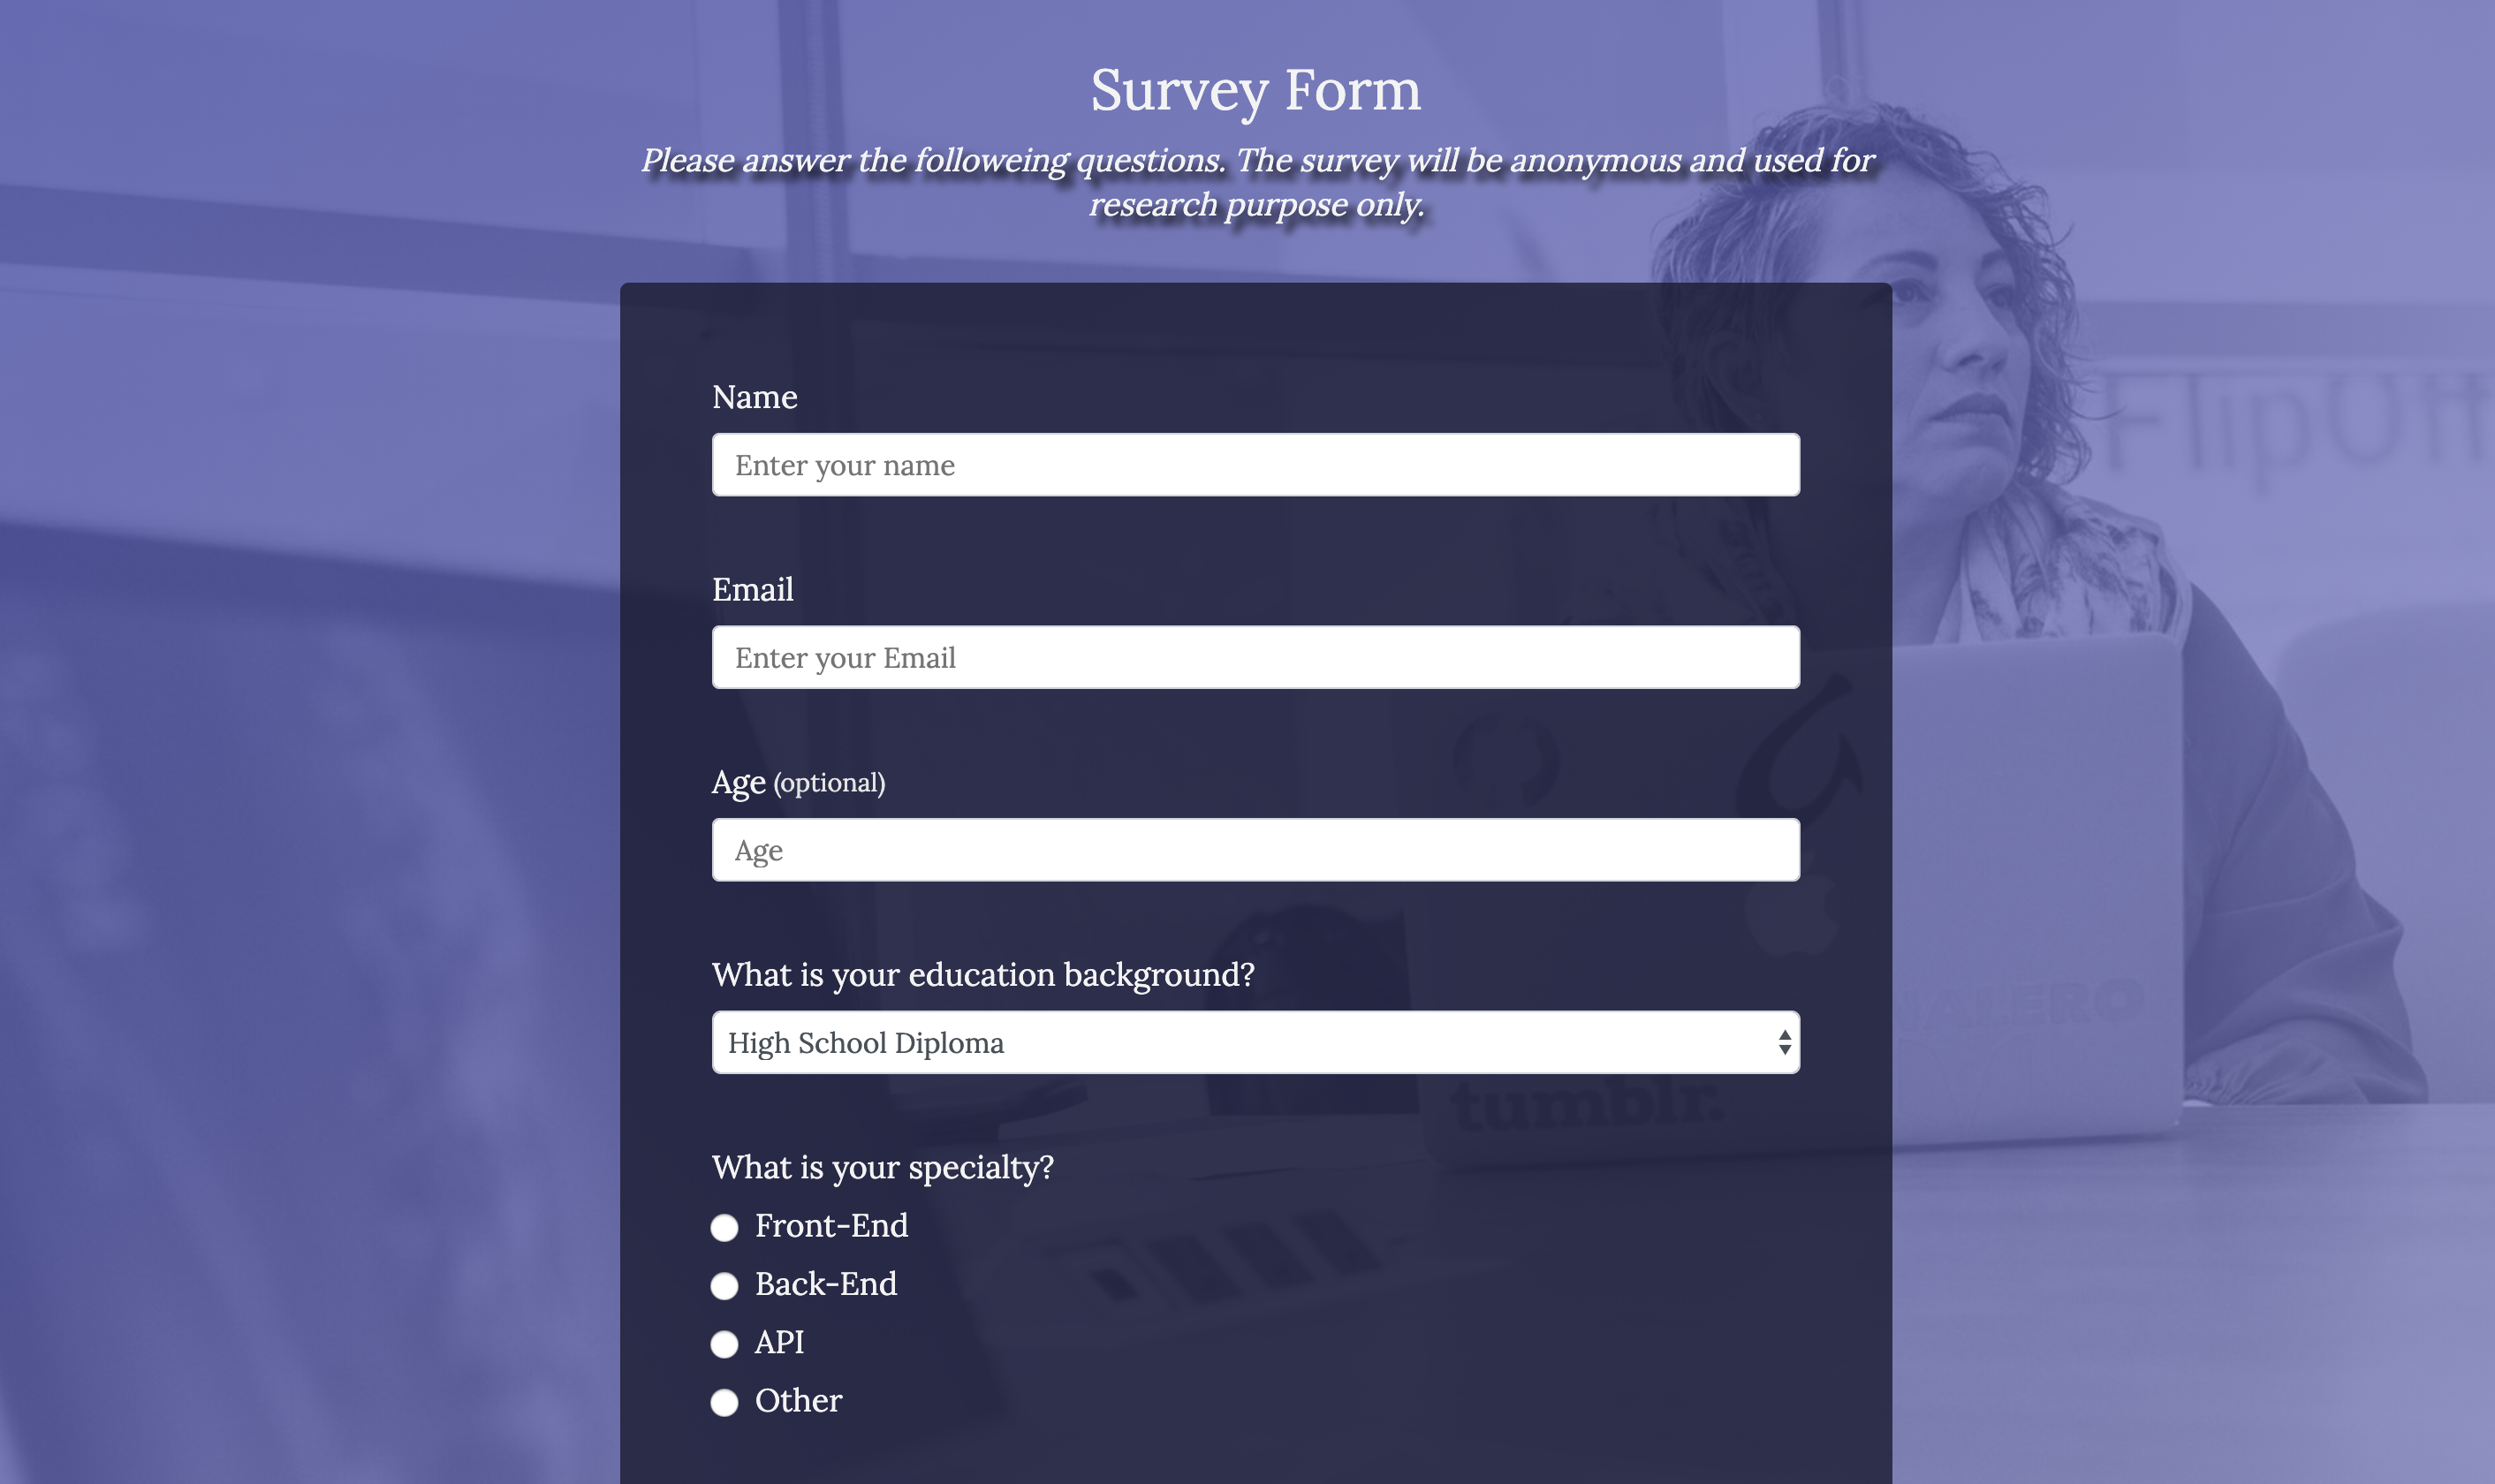 Survey Form
Please answer the followeing questions. The survey will be anonymous and used for
research purpose only.
FlipOff
Name
Enter your name
Email
Enter your Email
Age (optional)
Age
What is your education background?
High School Diploma
tumblr.
What is your specialty?
Front-End
Back-End
API
Other